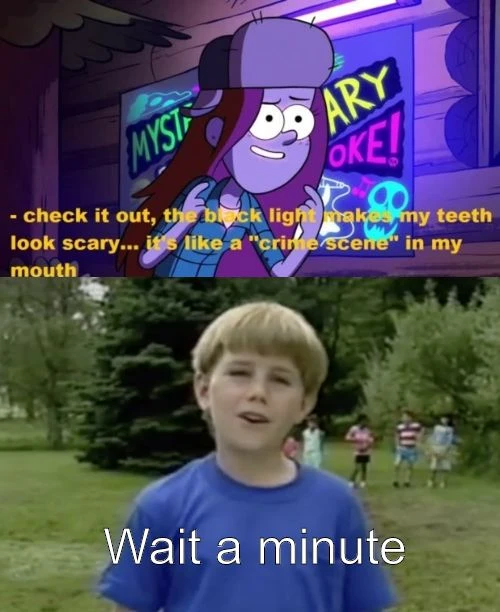 MYST
ARY
OKE!
- check it out, the black light makes my teeth
look scary... it's like a "crime scene" in my
mouth
Wait a minute